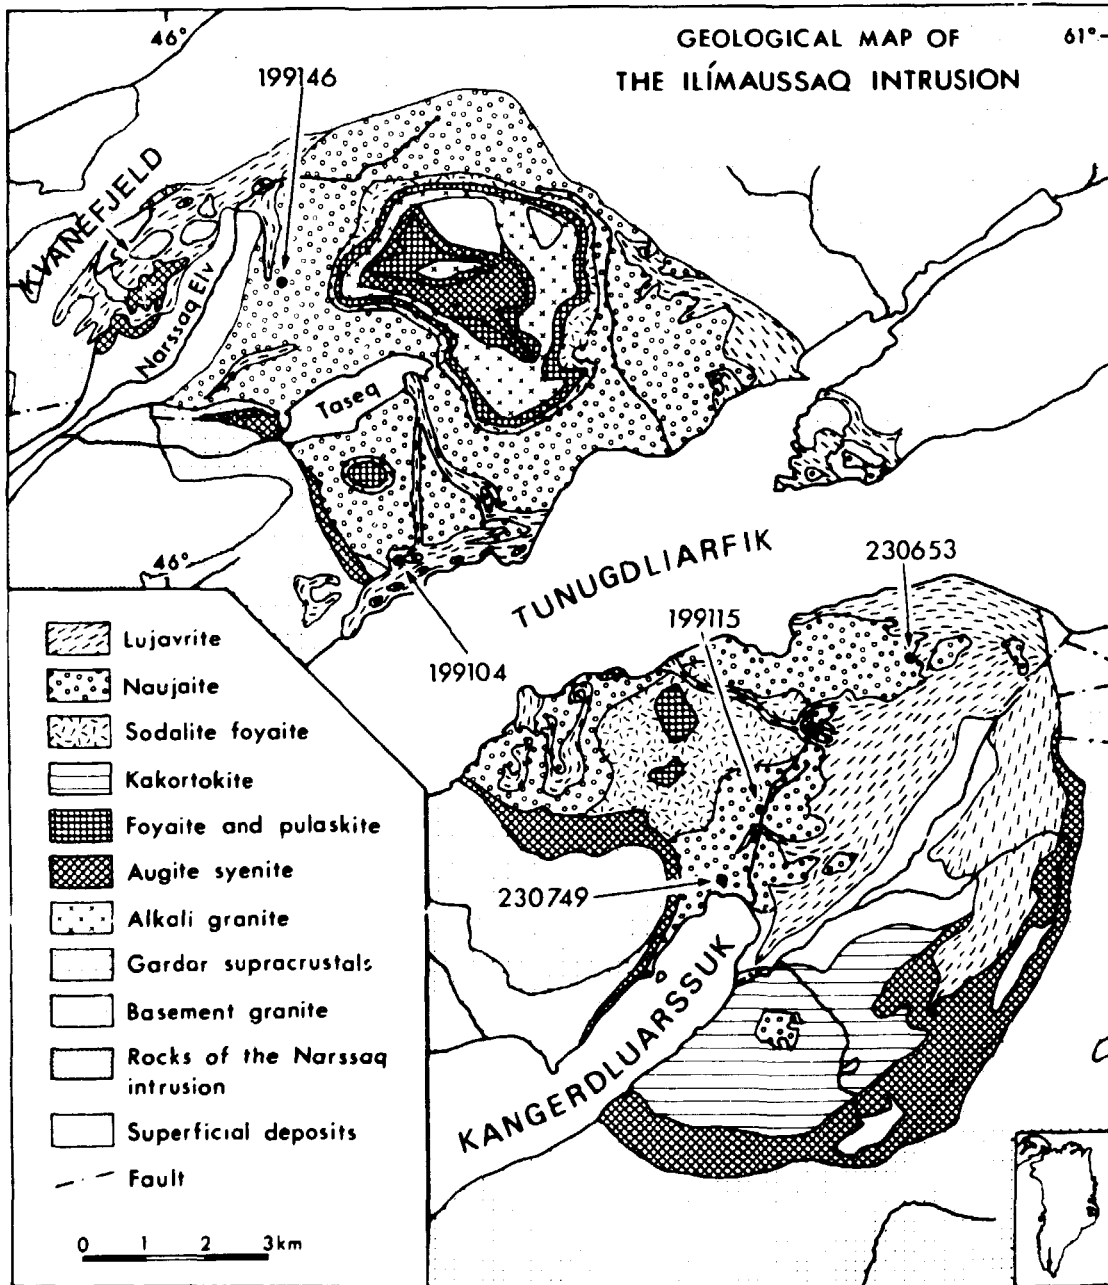 46°
GEOLOGICAL MAP OF
THE ILÍMAUSSAQ INTRUSION
61°
199146
KVANEFJELD
Narssaq Elv
Taseq
46°
TUNUGDLIARFIK
230653
199115
199104
230749
KANGERDLUARSSUK
Lujavrite
Naujaite
Sodalite foyaite
Kakortokite
Foyaite and pulaskite
Augite syenite
Alkali granite
Gardar supracrustals
Basement granite
Rocks of the Narssaq
intrusion
Superficial deposits
Fault
0 1 2 3km